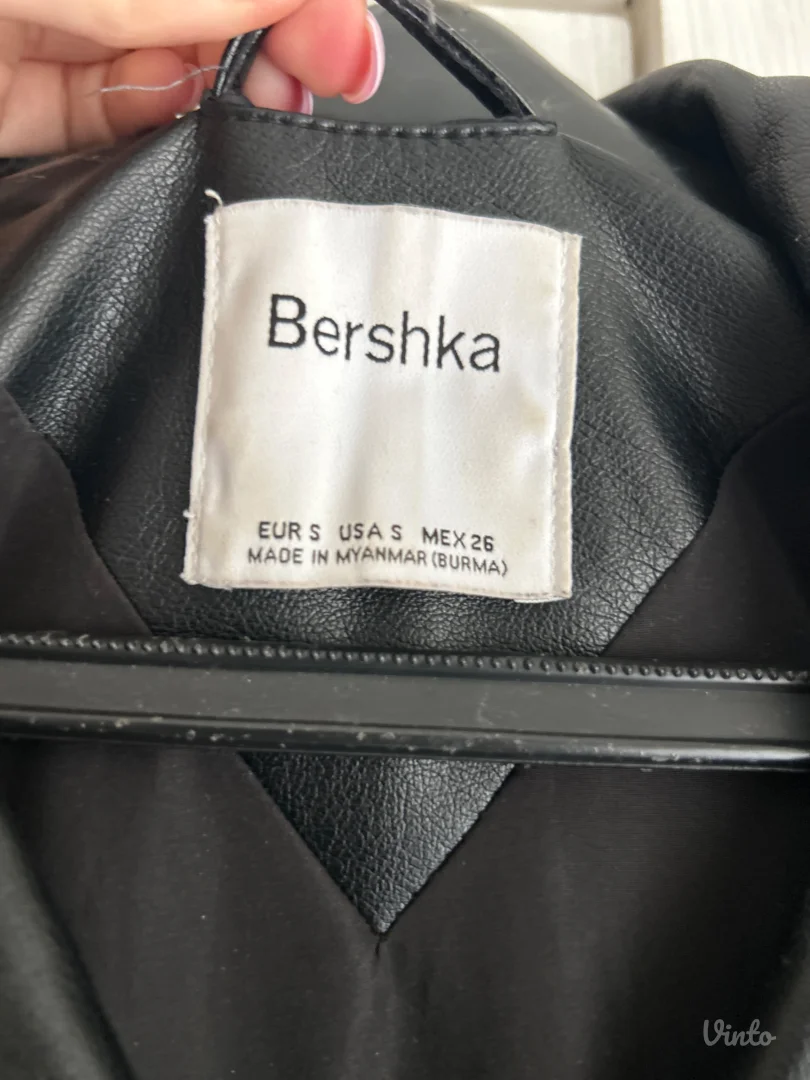 Bershka
EUR S USA S MEX 26
MADE IN MYANMAR (BURMA)
Vinto